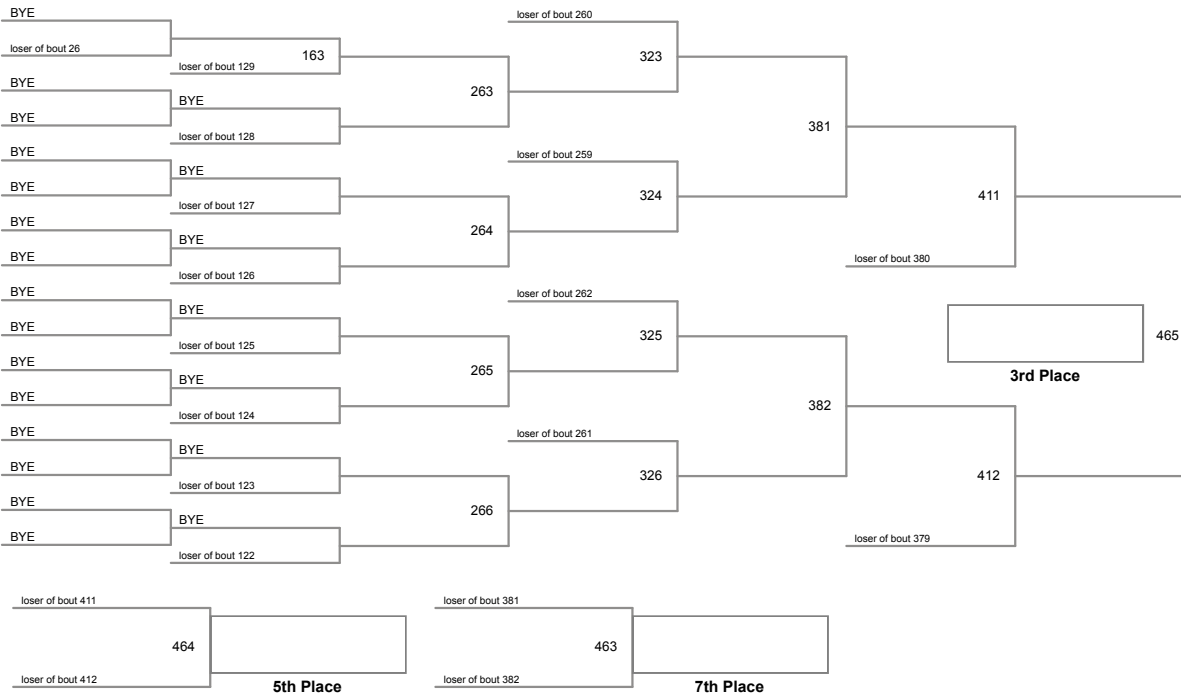 BYE
loser of bout 260
loser of bout 26
163
323
loser of bout 129
BYE
BYE
263
BYE
loser of bout 128
381
BYE
loser of bout 259
BYE
BYE
324
411
loser of bout 127
BYE
264
BYE
BYE
loser of bout 380
loser of bout 126
BYE
loser of bout 262
BYE
BYE
325
465
loser of bout 125
BYE
265
3rd Place
BYE
BYE
382
loser of bout 124
BYE
loser of bout 261
BYE
BYE
326
412
loser of bout 123
BYE
266
BYE
BYE
loser of bout 379
loser of bout 122
loser of bout 411
loser of bout 381
464
463
loser of bout 412
loser of bout 382
5th Place
7th Place